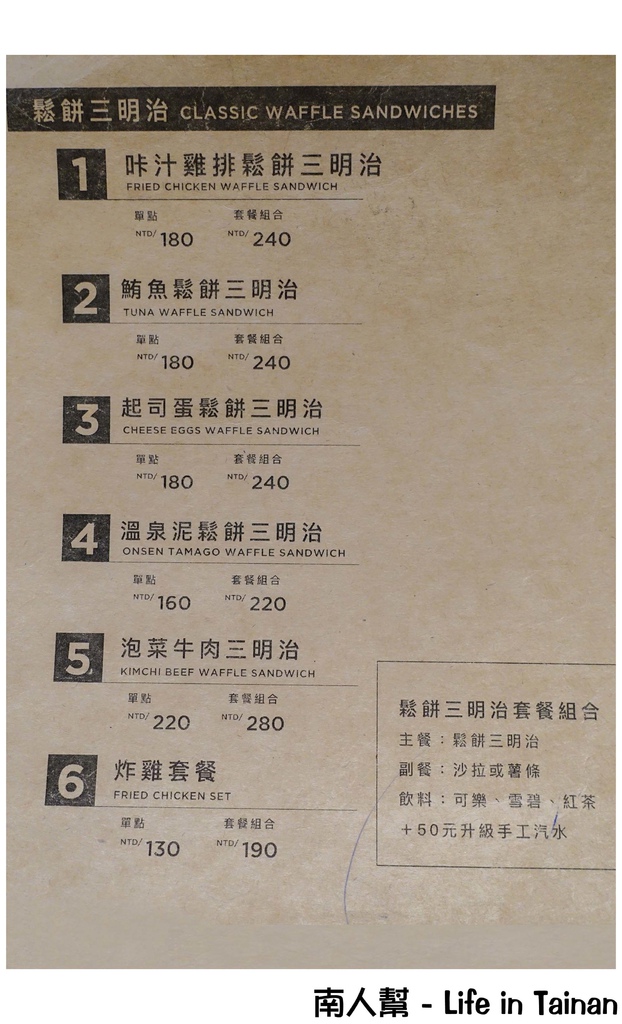 鬆餅三明治 CLASSIC WAFFLE SANDWICHES
1 咔汁雞排鬆餅三明治
FRIED CHICKEN WAFFLE SANDWICH
單點 套餐組合
NTD/180 NTD/240
2 鮪魚鬆餅三明治
TUNA WAFFLE SANDWICH
單點 套餐組合
NTD/180 NTD/240
3 起司蛋鬆餅三明治
CHEESE EGGS WAFFLE SANDWICH
單點 套餐組合
NTD/180 NTD/240
4 溫泉泥鬆餅三明治
ONSEN TAMAGO WAFFLE SANDWICH
單點 套餐組合
NTD/160 NTD/220
5 泡菜牛肉三明治
KIMCHI BEEF WAFFLE SANDWICH
單點 套餐組合
NTD/220 NTD/280
6 炸雞套餐
FRIED CHICKEN SET
單點 套餐組合
NTD/130 NTD/190
鬆餅三明治套餐組合
主餐：鬆餅三明治
副餐：沙拉或薯條
飲料：可樂、雪碧、紅茶
＋50元升級手工汽水
南人幫 - Life in Tainan